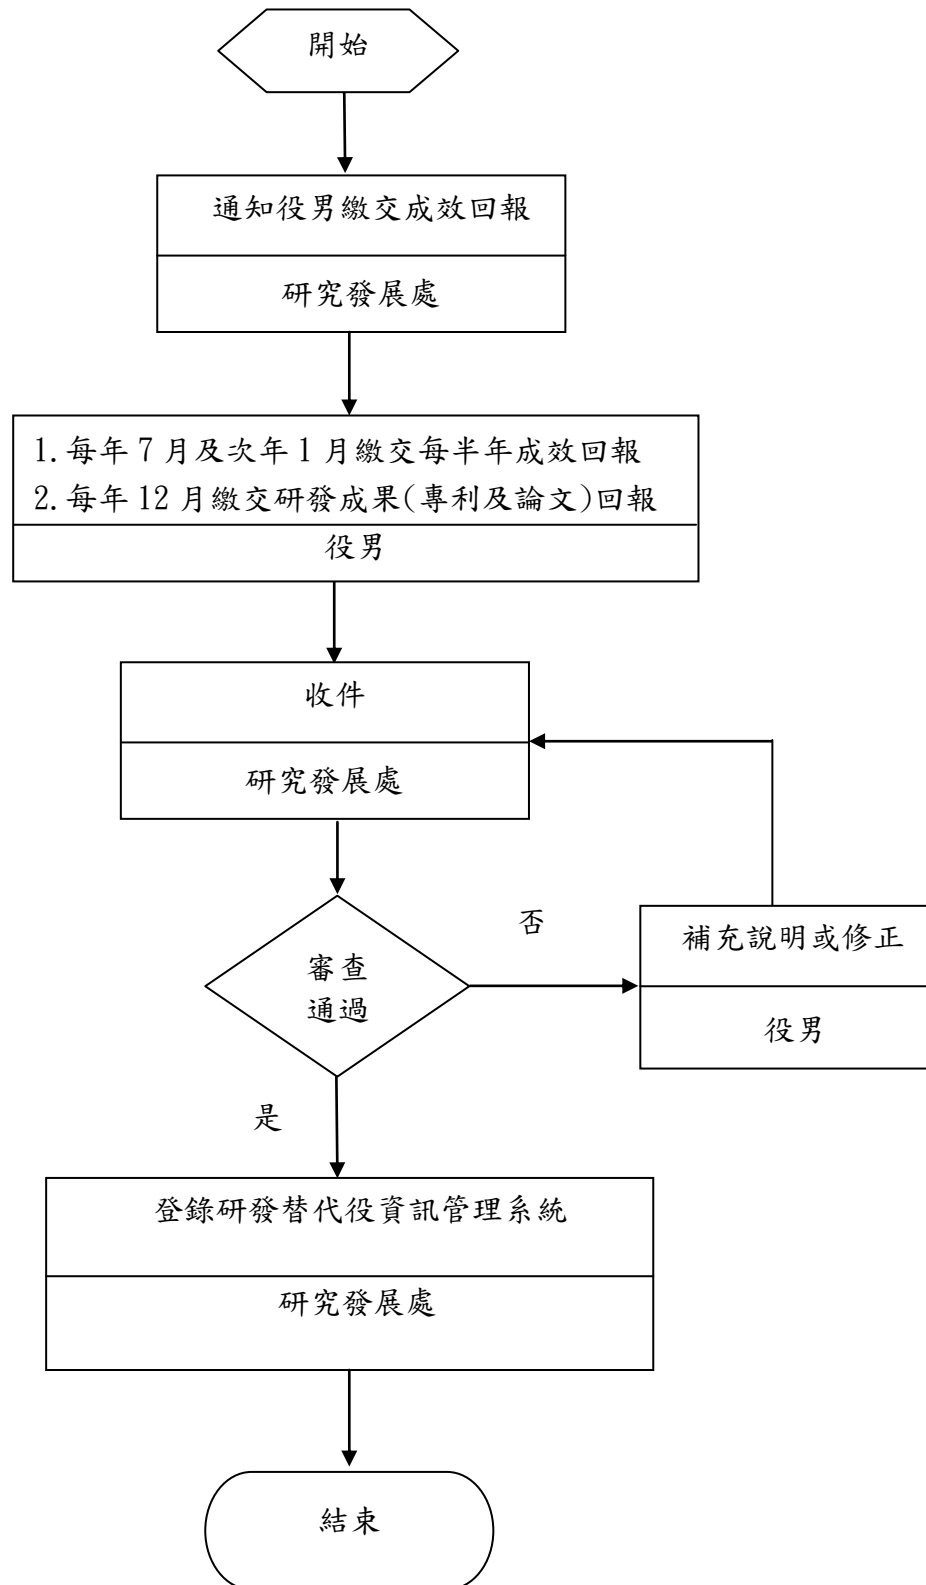 開始
通知役男繳交成效回報
研究發展處
1.每年7月及次年1月繳交每半年成效回報
2.每年12月繳交研發成果(專利及論文)回報
役男
收件
研究發展處
審查
通過
否
補充說明或修正
役男
是
登錄研發替代役資訊管理系統
研究發展處
結束